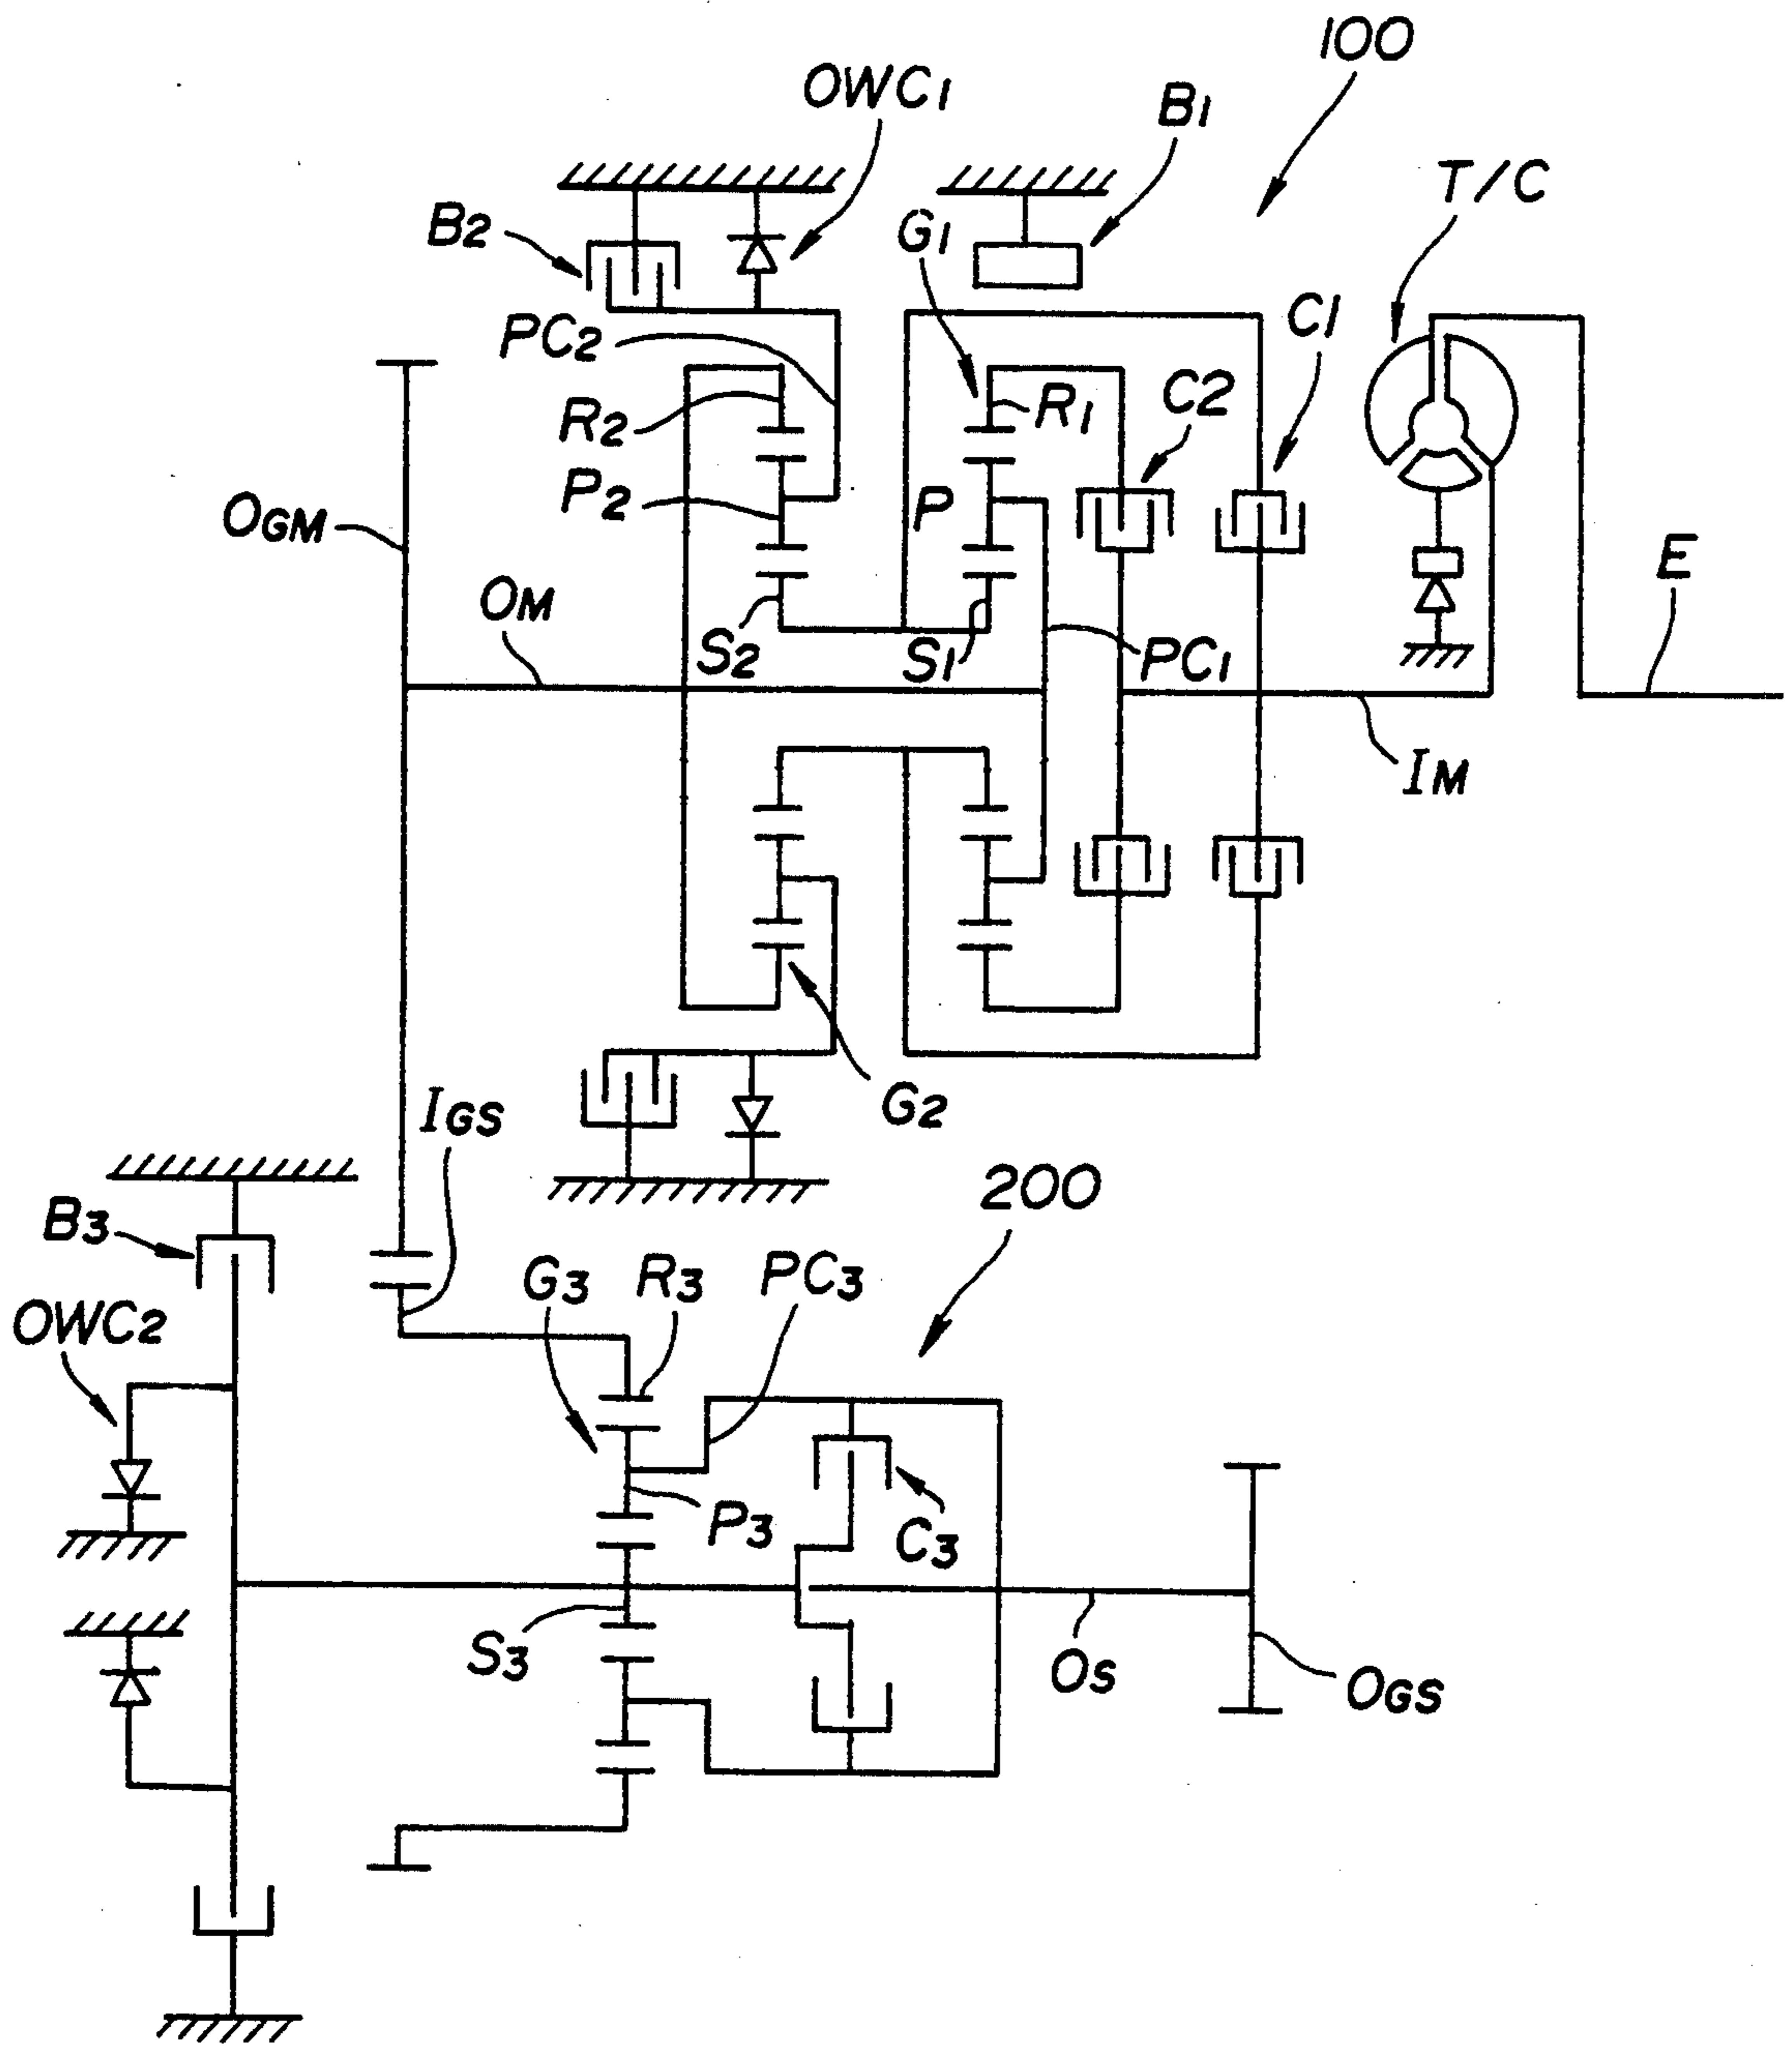 100
OWC1
B1
T/C
B2
G1
C1
PC2
C2
R2
R1
P2
P
OGM
E
OM
S2
S1
PC1
IM
IGS
G2
200
B3
G3
R3
PC3
OWC2
P3
C3
S3
OS
OGS